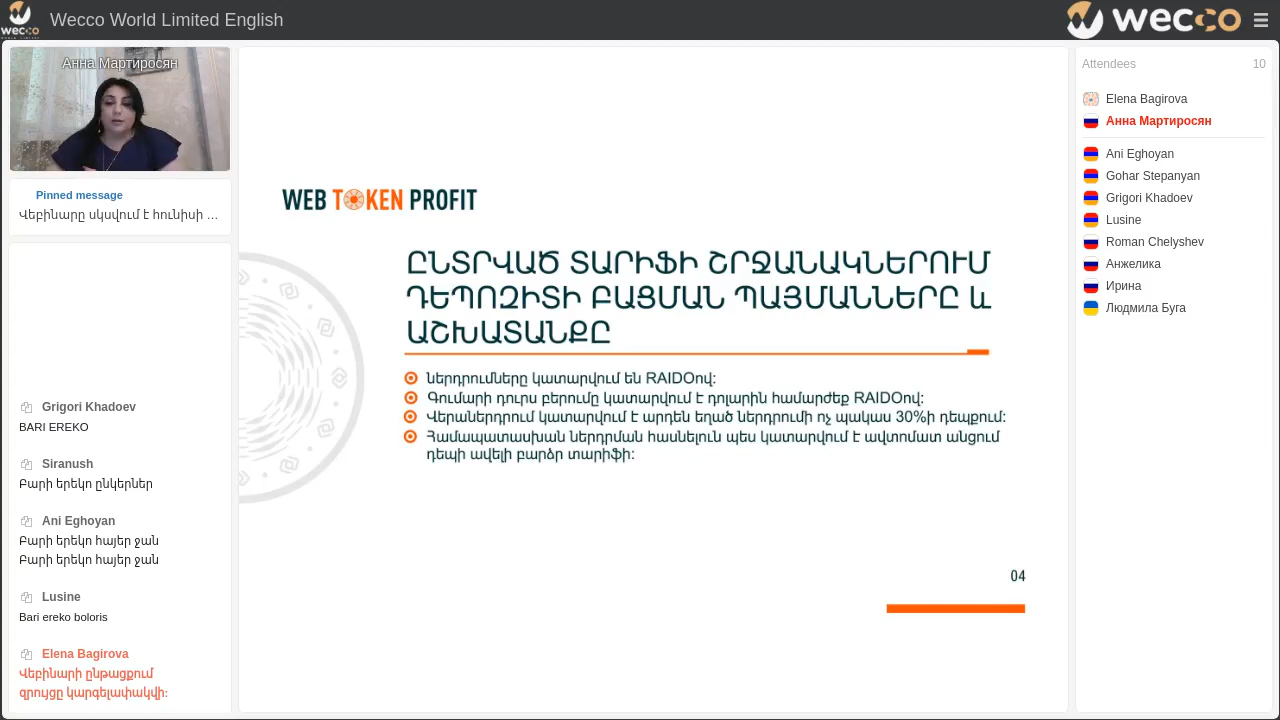 wecco
Wecco World Limited English
wecco
Анна Мартиросян
Pinned message
Վեբինարը սկսվում է հունիսի ...
Grigori Khadoev
BARI EREKO
Siranush
Բարի երեկո ընկերներ
Ani Eghoyan
Բարի երեկո հայեր ջան
Բարի երեկո հայեր ջան
Lusine
Bari ereko boloris
Elena Bagirova
Վեբինարի ընթացքում
զրույցը կարգելափակվի:
WEB TOKEN PROFIT
ԸՆՏՐՎԱԾ ՏԱՐԻՖԻ ՇՐՋԱՆԱԿՆԵՐՈՒՄ
ԴԵՊՈԶԻՏԻ ԲԱՑՄԱՆ ՊԱՅՄԱՆՆԵՐԸ և
ԱՇԽԱՏԱՆՔԸ
ներդրումները կատարվում են RAIDOով:
Գումարի դուրս բերումը կատարվում է դոլարին համարժեք RAIDOով:
Վերաներդրում կատարվում է արդեն եղած ներդրումի ոչ պակաս 30%ի դեպքում:
Համապատասխան ներդրման հասնելուն պես կատարվում է ավտոմատ անցում
դեպի ավելի բարձր տարիֆի:
04
Attendees 10
Elena Bagirova
Анна Мартиросян
Ani Eghoyan
Gohar Stepanyan
Grigori Khadoev
Lusine
Roman Chelyshev
Анжелика
Ирина
Людмила Буга